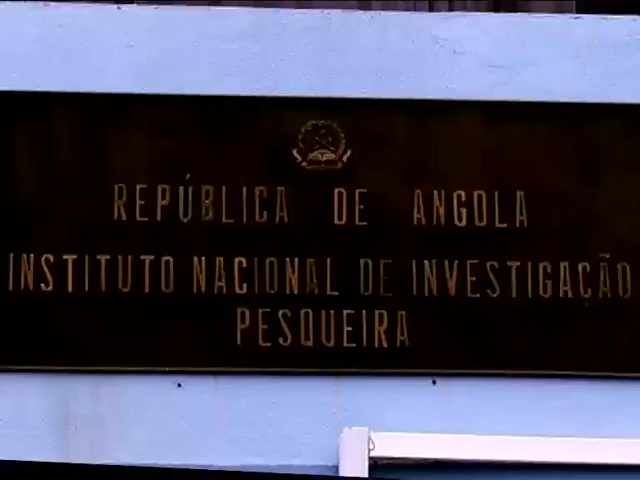 REPÚBLICA DE ANGOLA
INSTITUTO NACIONAL DE INVESTIGAÇÃO
PESQUEIRA